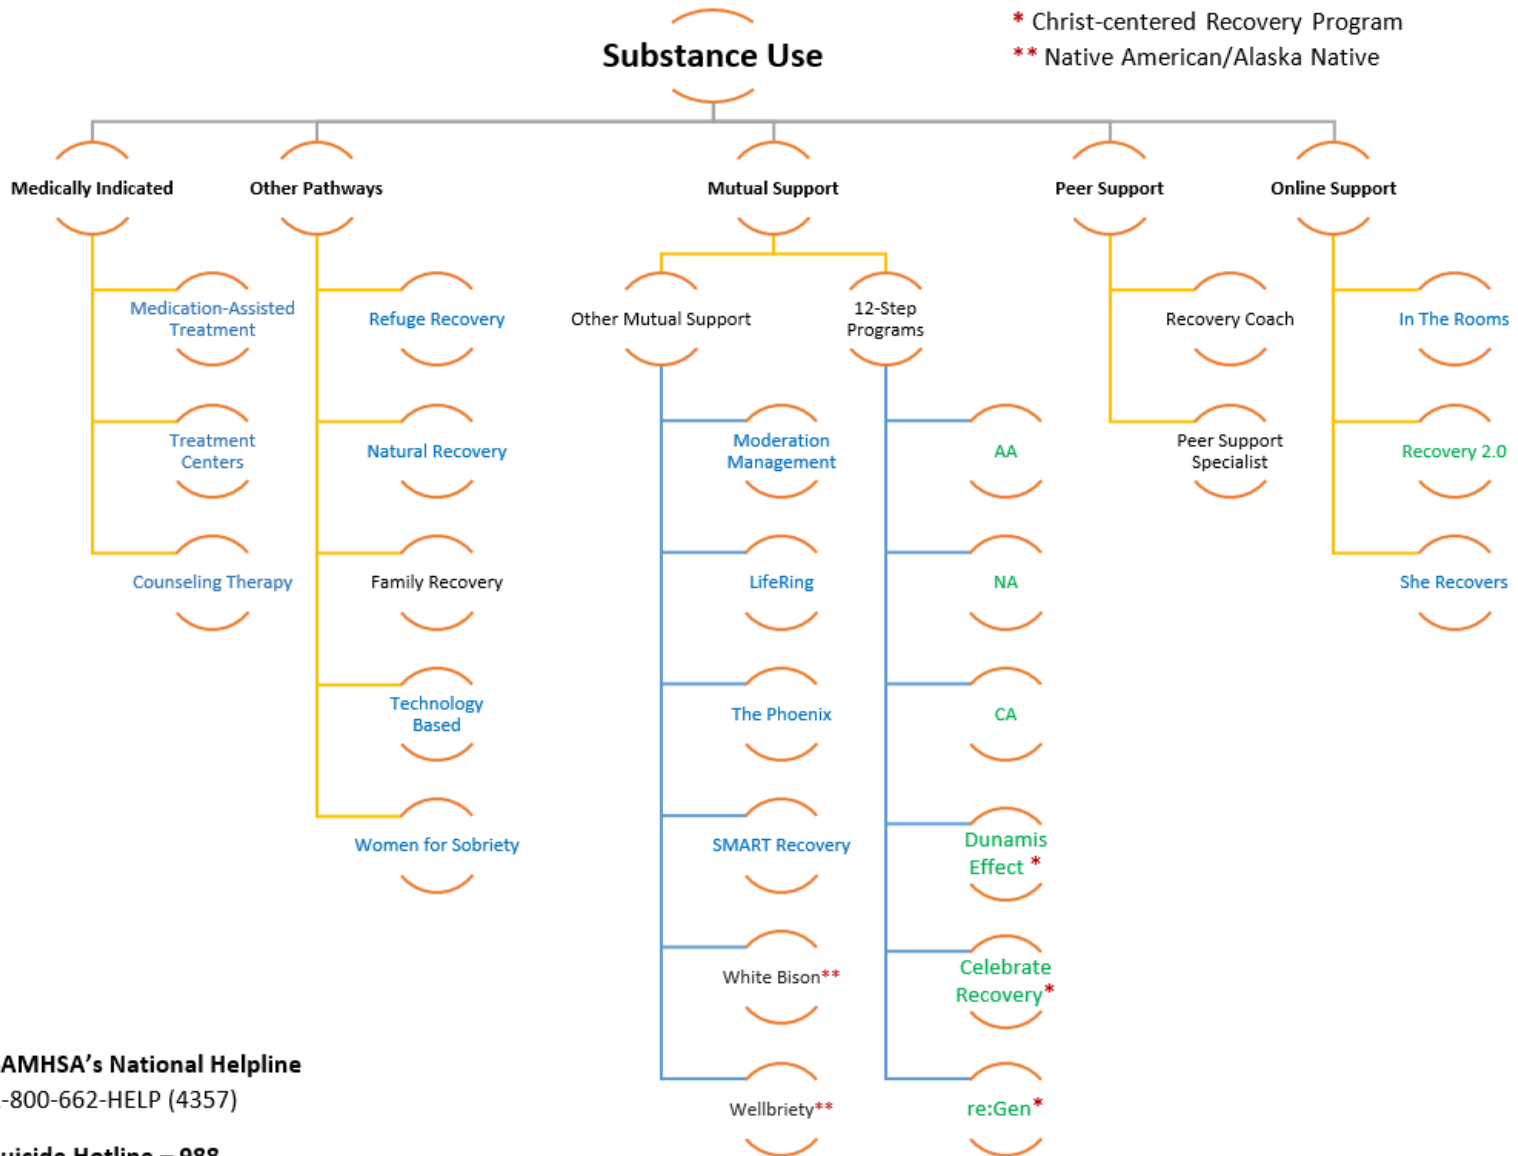 Substance Use
* Christ-centered Recovery Program
** Native American/Alaska Native
Medically Indicated
Other Pathways
Mutual Support
Peer Support
Online Support
Medication-Assisted
Treatment
Treatment
Centers
Counseling Therapy
Refuge Recovery
Natural Recovery
Family Recovery
Technology
Based
Women for Sobriety
Other Mutual Support
Moderation
Management
LifeRing
The Phoenix
SMART Recovery
White Bison**
Wellbriety**
12-Step
Programs
AA
NA
CA
Dunamis
Effect *
Celebrate
Recovery*
re:Gen*
Recovery Coach
Peer Support
Specialist
In The Rooms
Recovery 2.0
She Recovers
AMHSA’s National Helpline
-800-662-HELP (4357)
uicide Hotline – 988